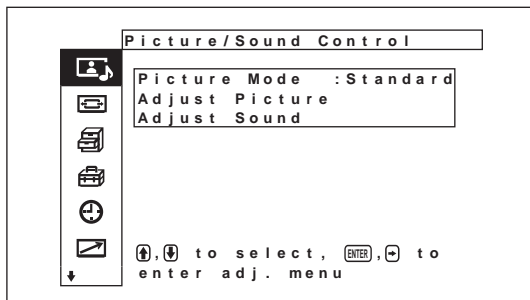 Picture/Sound Control
Picture Mode :Standard
Adjust Picture
Adjust Sound
, to select, ENTER, to
enter adj. menu